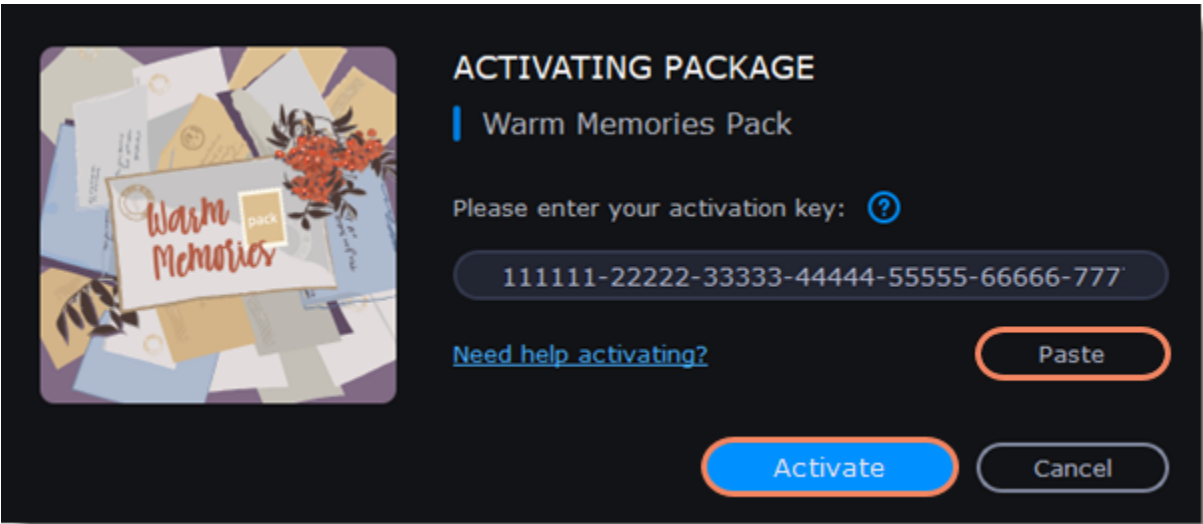 ACTIVATING PACKAGE
Warm Memories Pack
Please enter your activation key: ?
111111-22222-33333-44444-55555-66666-777
Need help activating?
Paste
Activate
Cancel
Warm
pack
Memories